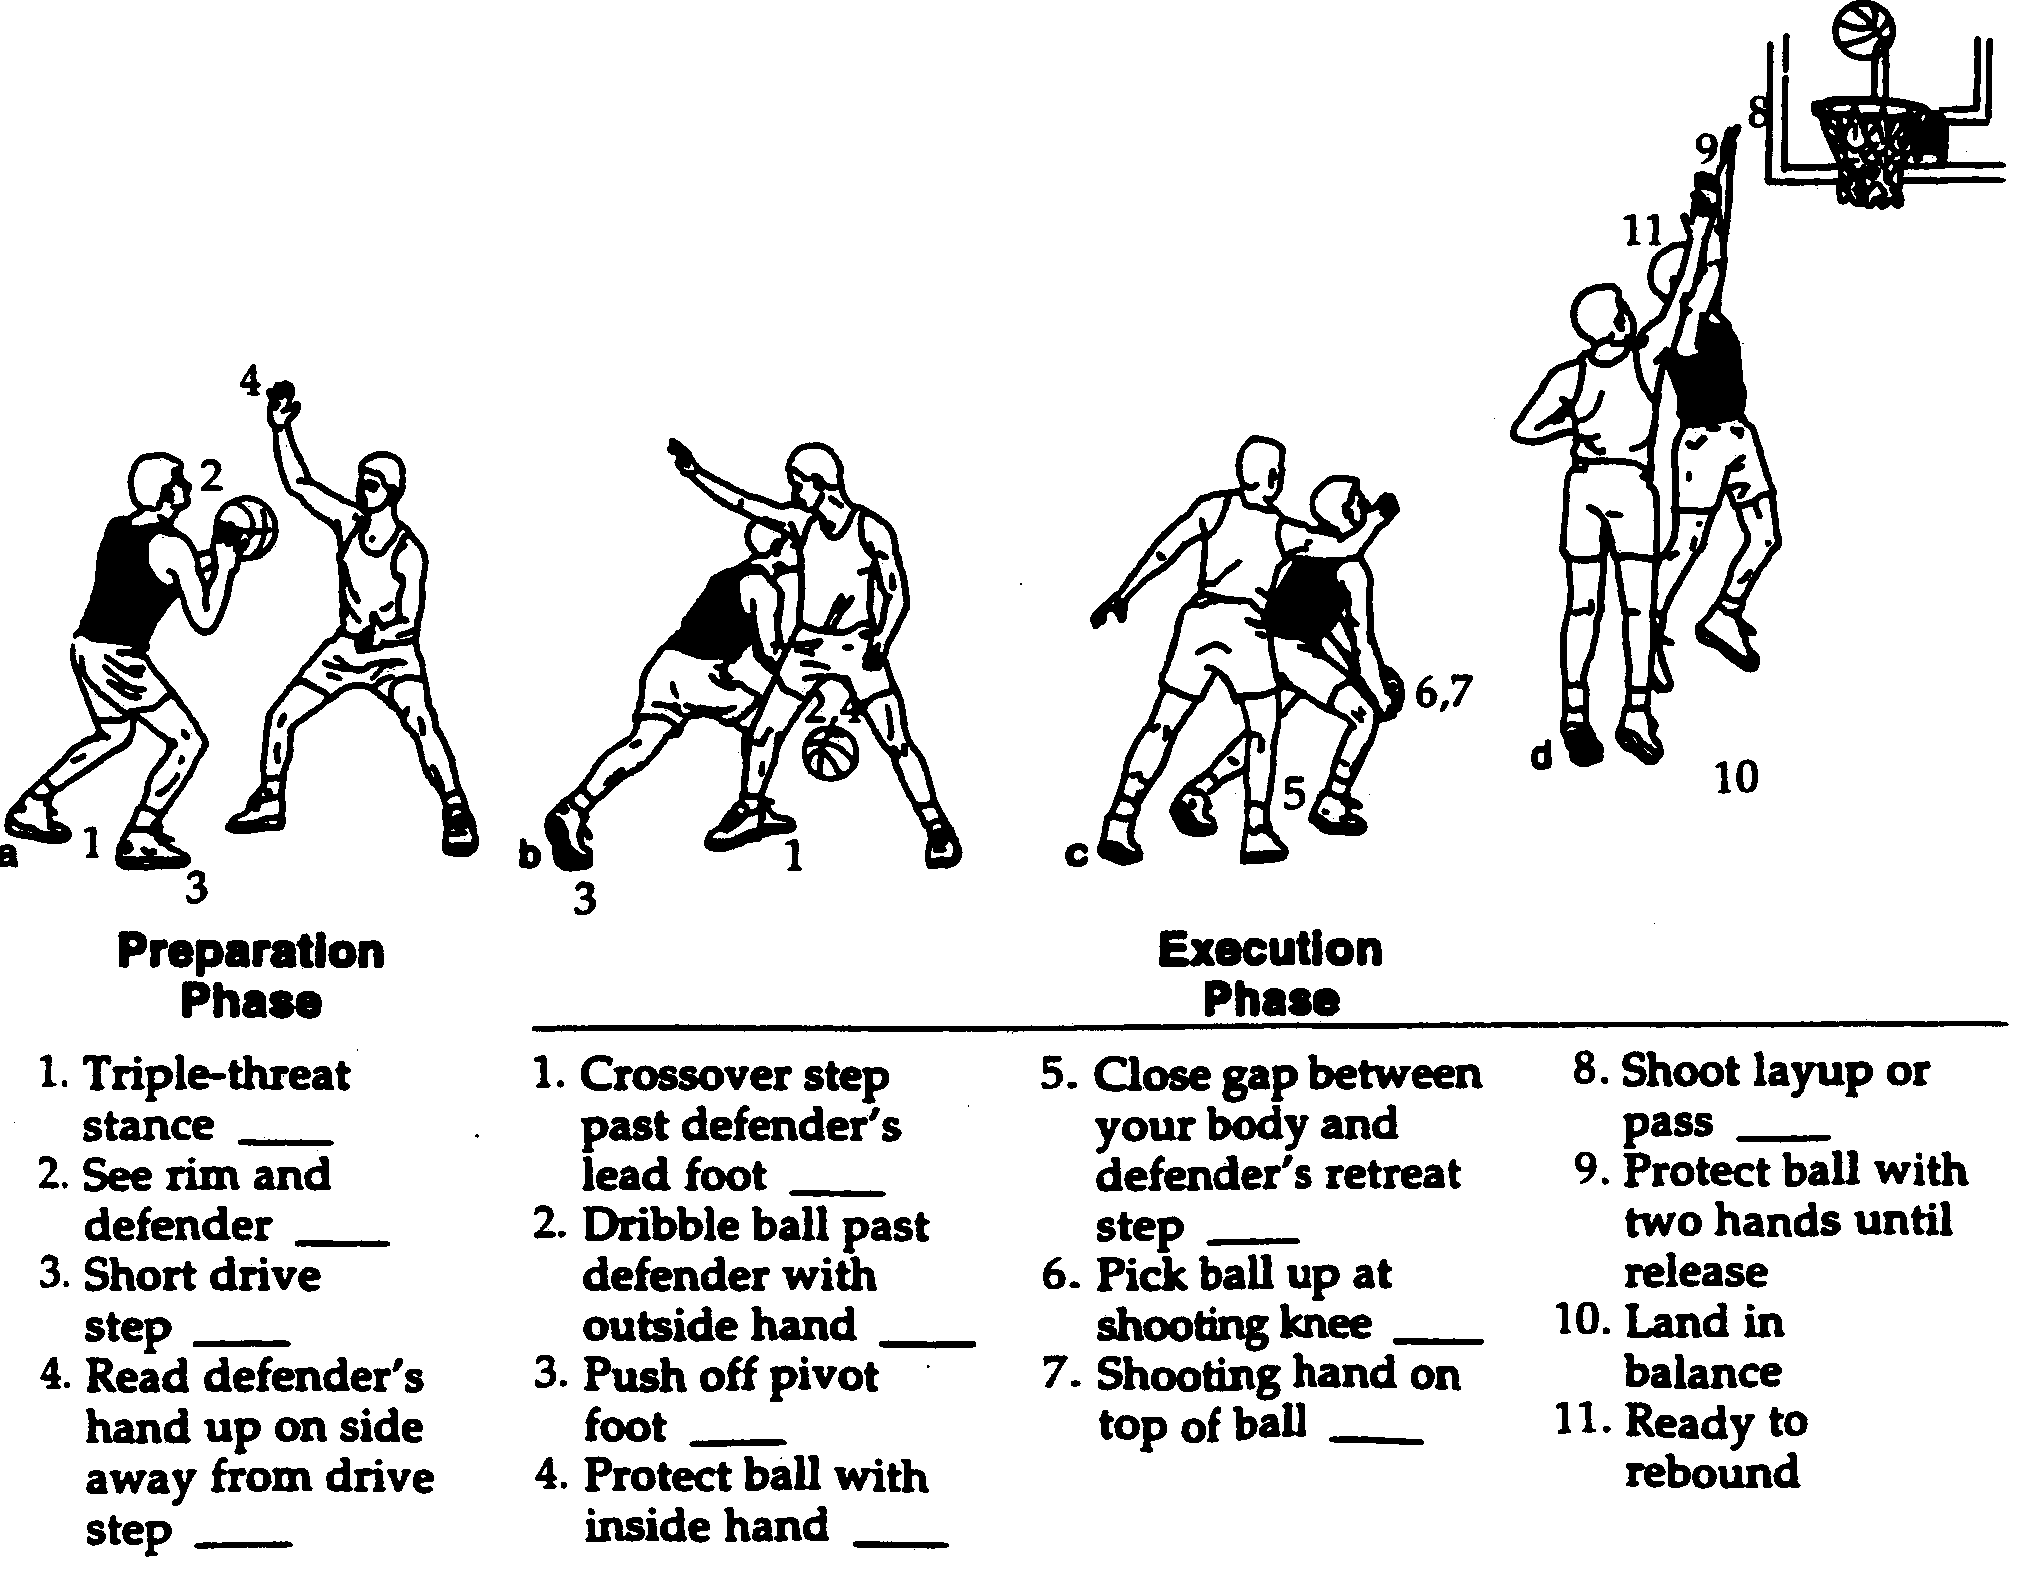 8
9
11
4
2
6,7
2,4
d
10
5
1
a
b
1
c
3
3
Preparation
Phase
1. Triple-threat
stance ____
2. See rim and
defender ____
3. Short drive
step ____
4. Read defender's
hand up on side
away from drive
step ____
Execution
Phase
1. Crossover step
past defender's
lead foot ____
2. Dribble ball past
defender with
outside hand ____
3. Push off pivot
foot ____
4. Protect ball with
inside hand ____
5. Close gap between
your body and
defender's retreat
step ____
6. Pick ball up at
shooting knee ____
7. Shooting hand on
top of ball ____
8. Shoot layup or
pass ____
9. Protect ball with
two hands until
release
10. Land in
balance
11. Ready to
rebound